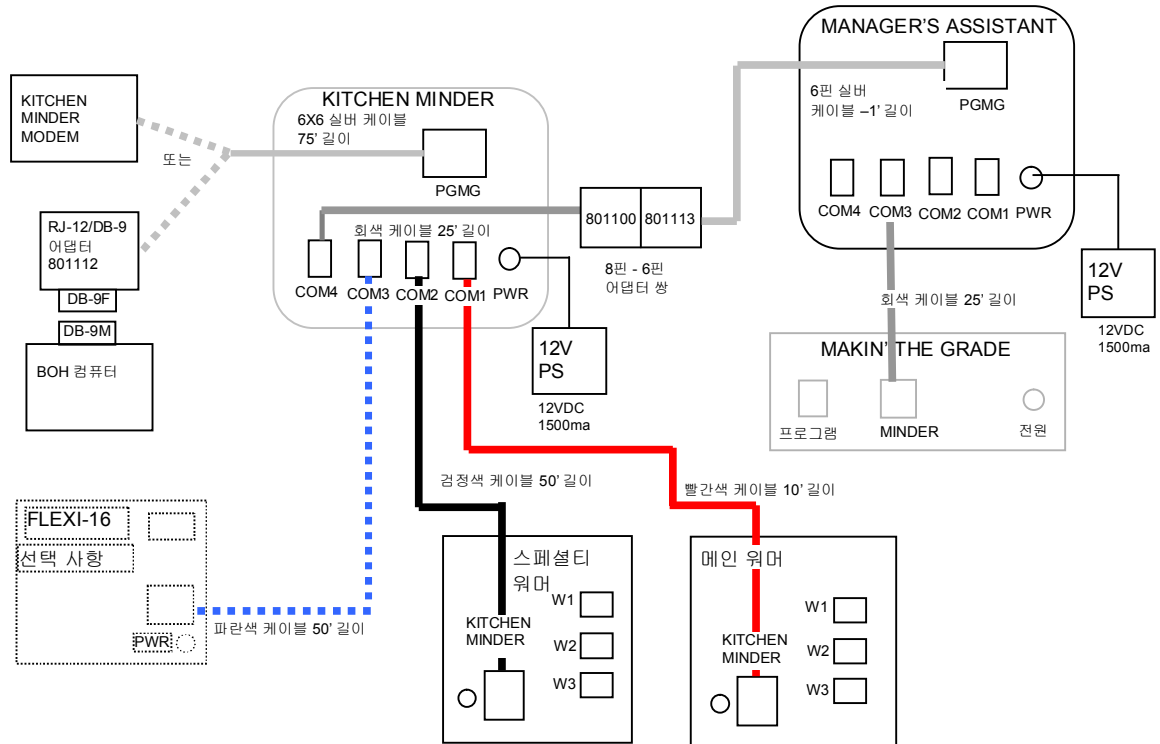 MANAGER'S ASSISTANT
6핀 실버
케이블 –1' 길이
PGMG
COM4
COM3
COM2
COM1
PWR
12V
PS
12VDC
1500ma
KITCHEN
MINDER
MODEM
또는
KITCHEN MINDER
6X6 실버 케이블
75' 길이
PGMG
회색 케이블 25' 길이
COM4
COM3
COM2
COM1
PWR
801100
801113
8핀 - 6핀
어댑터 쌍
12V
PS
12VDC
1500ma
RJ-12/DB-9
어댑터
801112
DB-9F
DB-9M
BOH 컴퓨터
회색 케이블 25' 길이
MAKIN' THE GRADE
프로그램
MINDER
전원
검정색 케이블 50' 길이
빨간색 케이블 10' 길이
FLEXI-16
선택 사항
PWR
파란색 케이블 50' 길이
스페셜티
워머
W1
W2
W3
KITCHEN
MINDER
메인 워머
W1
W2
W3
KITCHEN
MINDER